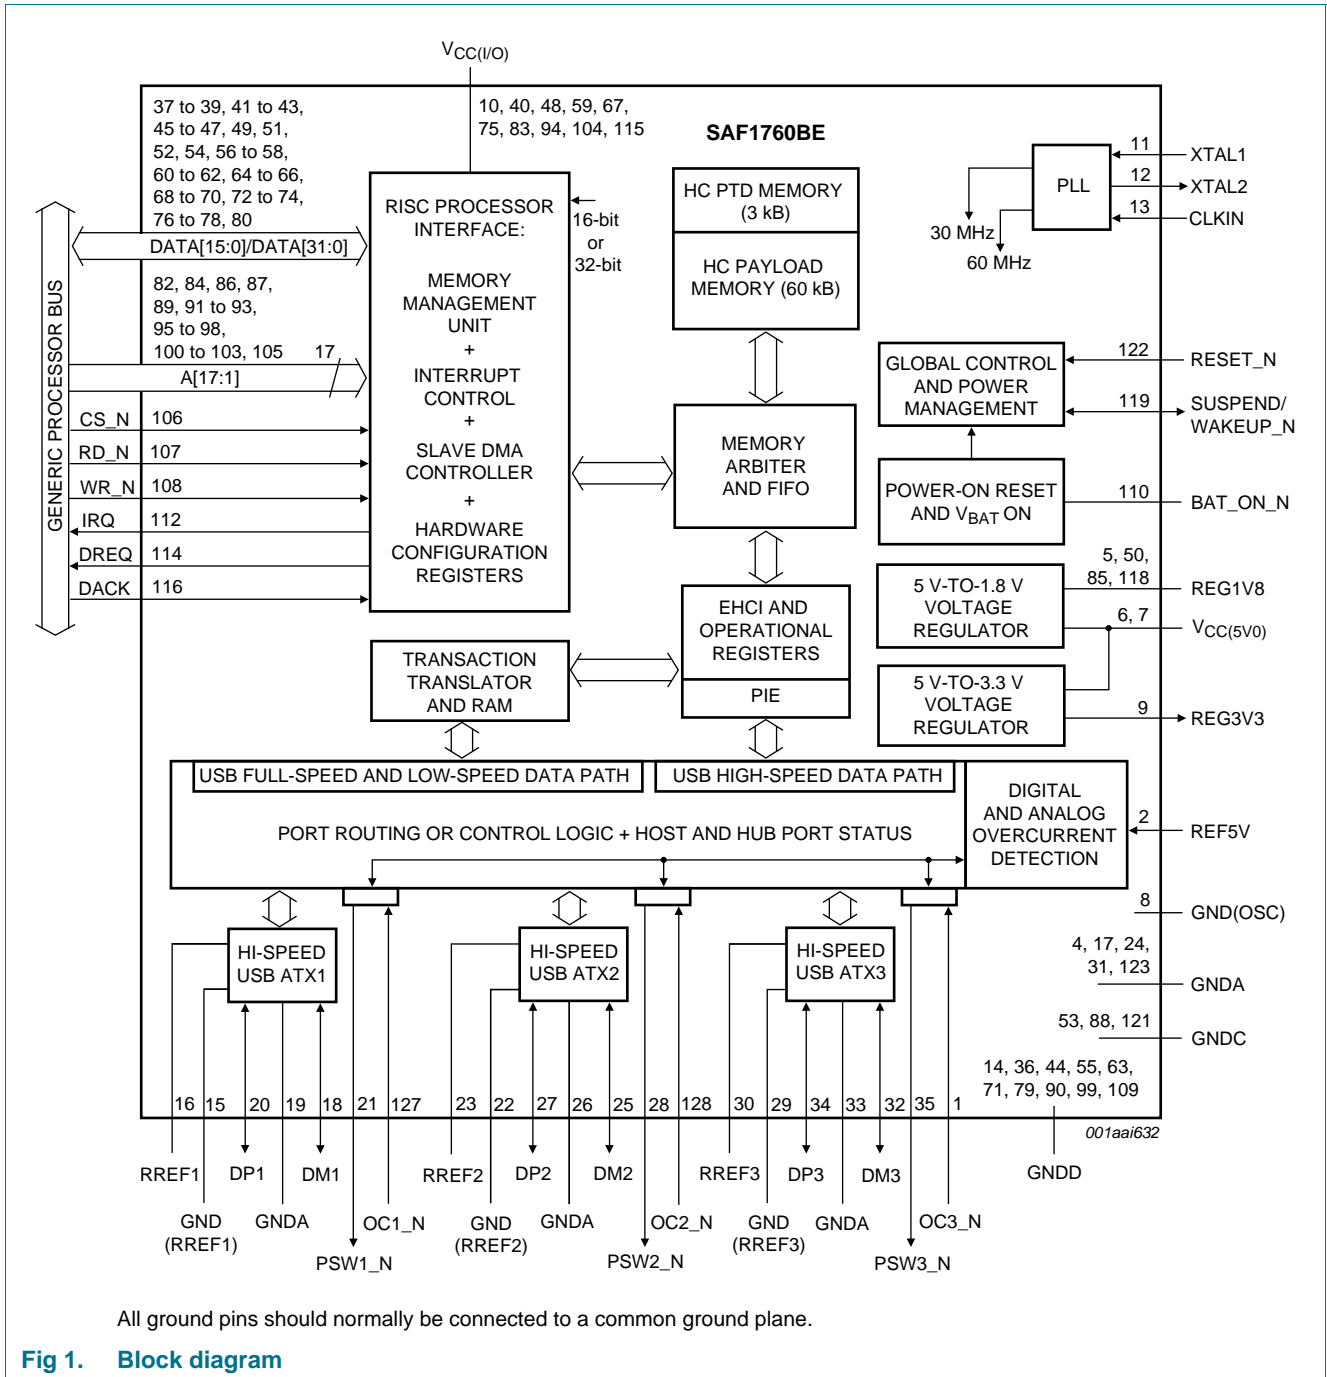 VCC(I/O)
37 to 39, 41 to 43,
45 to 47, 49, 51,
52, 54, 56 to 58,
60 to 62, 64 to 66,
68 to 70, 72 to 74,
76 to 78, 80
10, 40, 48, 59, 67,
75, 83, 94, 104, 115
SAF1760BE
GENERIC PROCESSOR BUS
DATA[15:0]/DATA[31:0]
82, 84, 86, 87,
89, 91 to 93,
95 to 98,
100 to 103, 105
17
A[17:1]
CS_N 106
RD_N 107
WR_N 108
IRQ 112
DREQ 114
DACK 116
RISC PROCESSOR
INTERFACE:
MEMORY
MANAGEMENT
UNIT
+
INTERRUPT
CONTROL
+
SLAVE DMA
CONTROLLER
+
HARDWARE
CONFIGURATION
REGISTERS
16-bit
or
32-bit
HC PTD MEMORY
(3 kB)
HC PAYLOAD
MEMORY (60 kB)
MEMORY
ARBITER
AND FIFO
EHCI AND
OPERATIONAL
REGISTERS
PIE
TRANSACTION
TRANSLATOR
AND RAM
PLL
30 MHz
60 MHz
11 XTAL1
12 XTAL2
13 CLKIN
GLOBAL CONTROL
AND POWER
MANAGEMENT
122 RESET_N
119 SUSPEND/
WAKEUP_N
POWER-ON RESET
AND VBAT ON
110 BAT_ON_N
5 V-TO-1.8 V
VOLTAGE
REGULATOR
5, 50,
85, 118 REG1V8
6, 7 VCC(5V0)
5 V-TO-3.3 V
VOLTAGE
REGULATOR
9 REG3V3
USB FULL-SPEED AND LOW-SPEED DATA PATH
USB HIGH-SPEED DATA PATH
PORT ROUTING OR CONTROL LOGIC + HOST AND HUB PORT STATUS
DIGITAL
AND ANALOG
OVERCURRENT
DETECTION
2 REF5V
8 GND(OSC)
4, 17, 24,
31, 123
GNDA
53, 88, 121
GNDC
14, 36, 44, 55, 63,
71, 79, 90, 99, 109
GNDD
HI-SPEED
USB ATX1
HI-SPEED
USB ATX2
HI-SPEED
USB ATX3
16 15 20 19 18 21 127 23 22 27 26 25 28 128 30 29 34 33 32 35 1
001aai632
RREF1 DP1 DM1 RREF2 DP2 DM2 RREF3 DP3 DM3
GND
(RREF1)
GNDA
OC1_N
PSW1_N
GND
(RREF2)
GNDA
OC2_N
PSW2_N
GND
(RREF3)
GNDA
OC3_N
PSW3_N
All ground pins should normally be connected to a common ground plane.
Fig 1. Block diagram